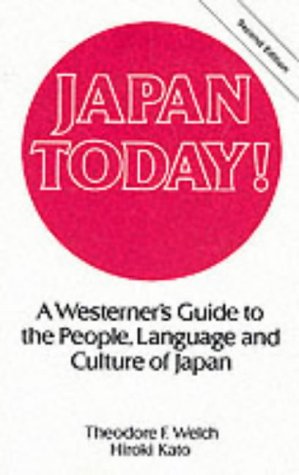 Second Edition
JAPAN
TODAY!
A Westerner's Guide to
the People, Language and
Culture of Japan
Theodore F. Welch
Hiroki Kato